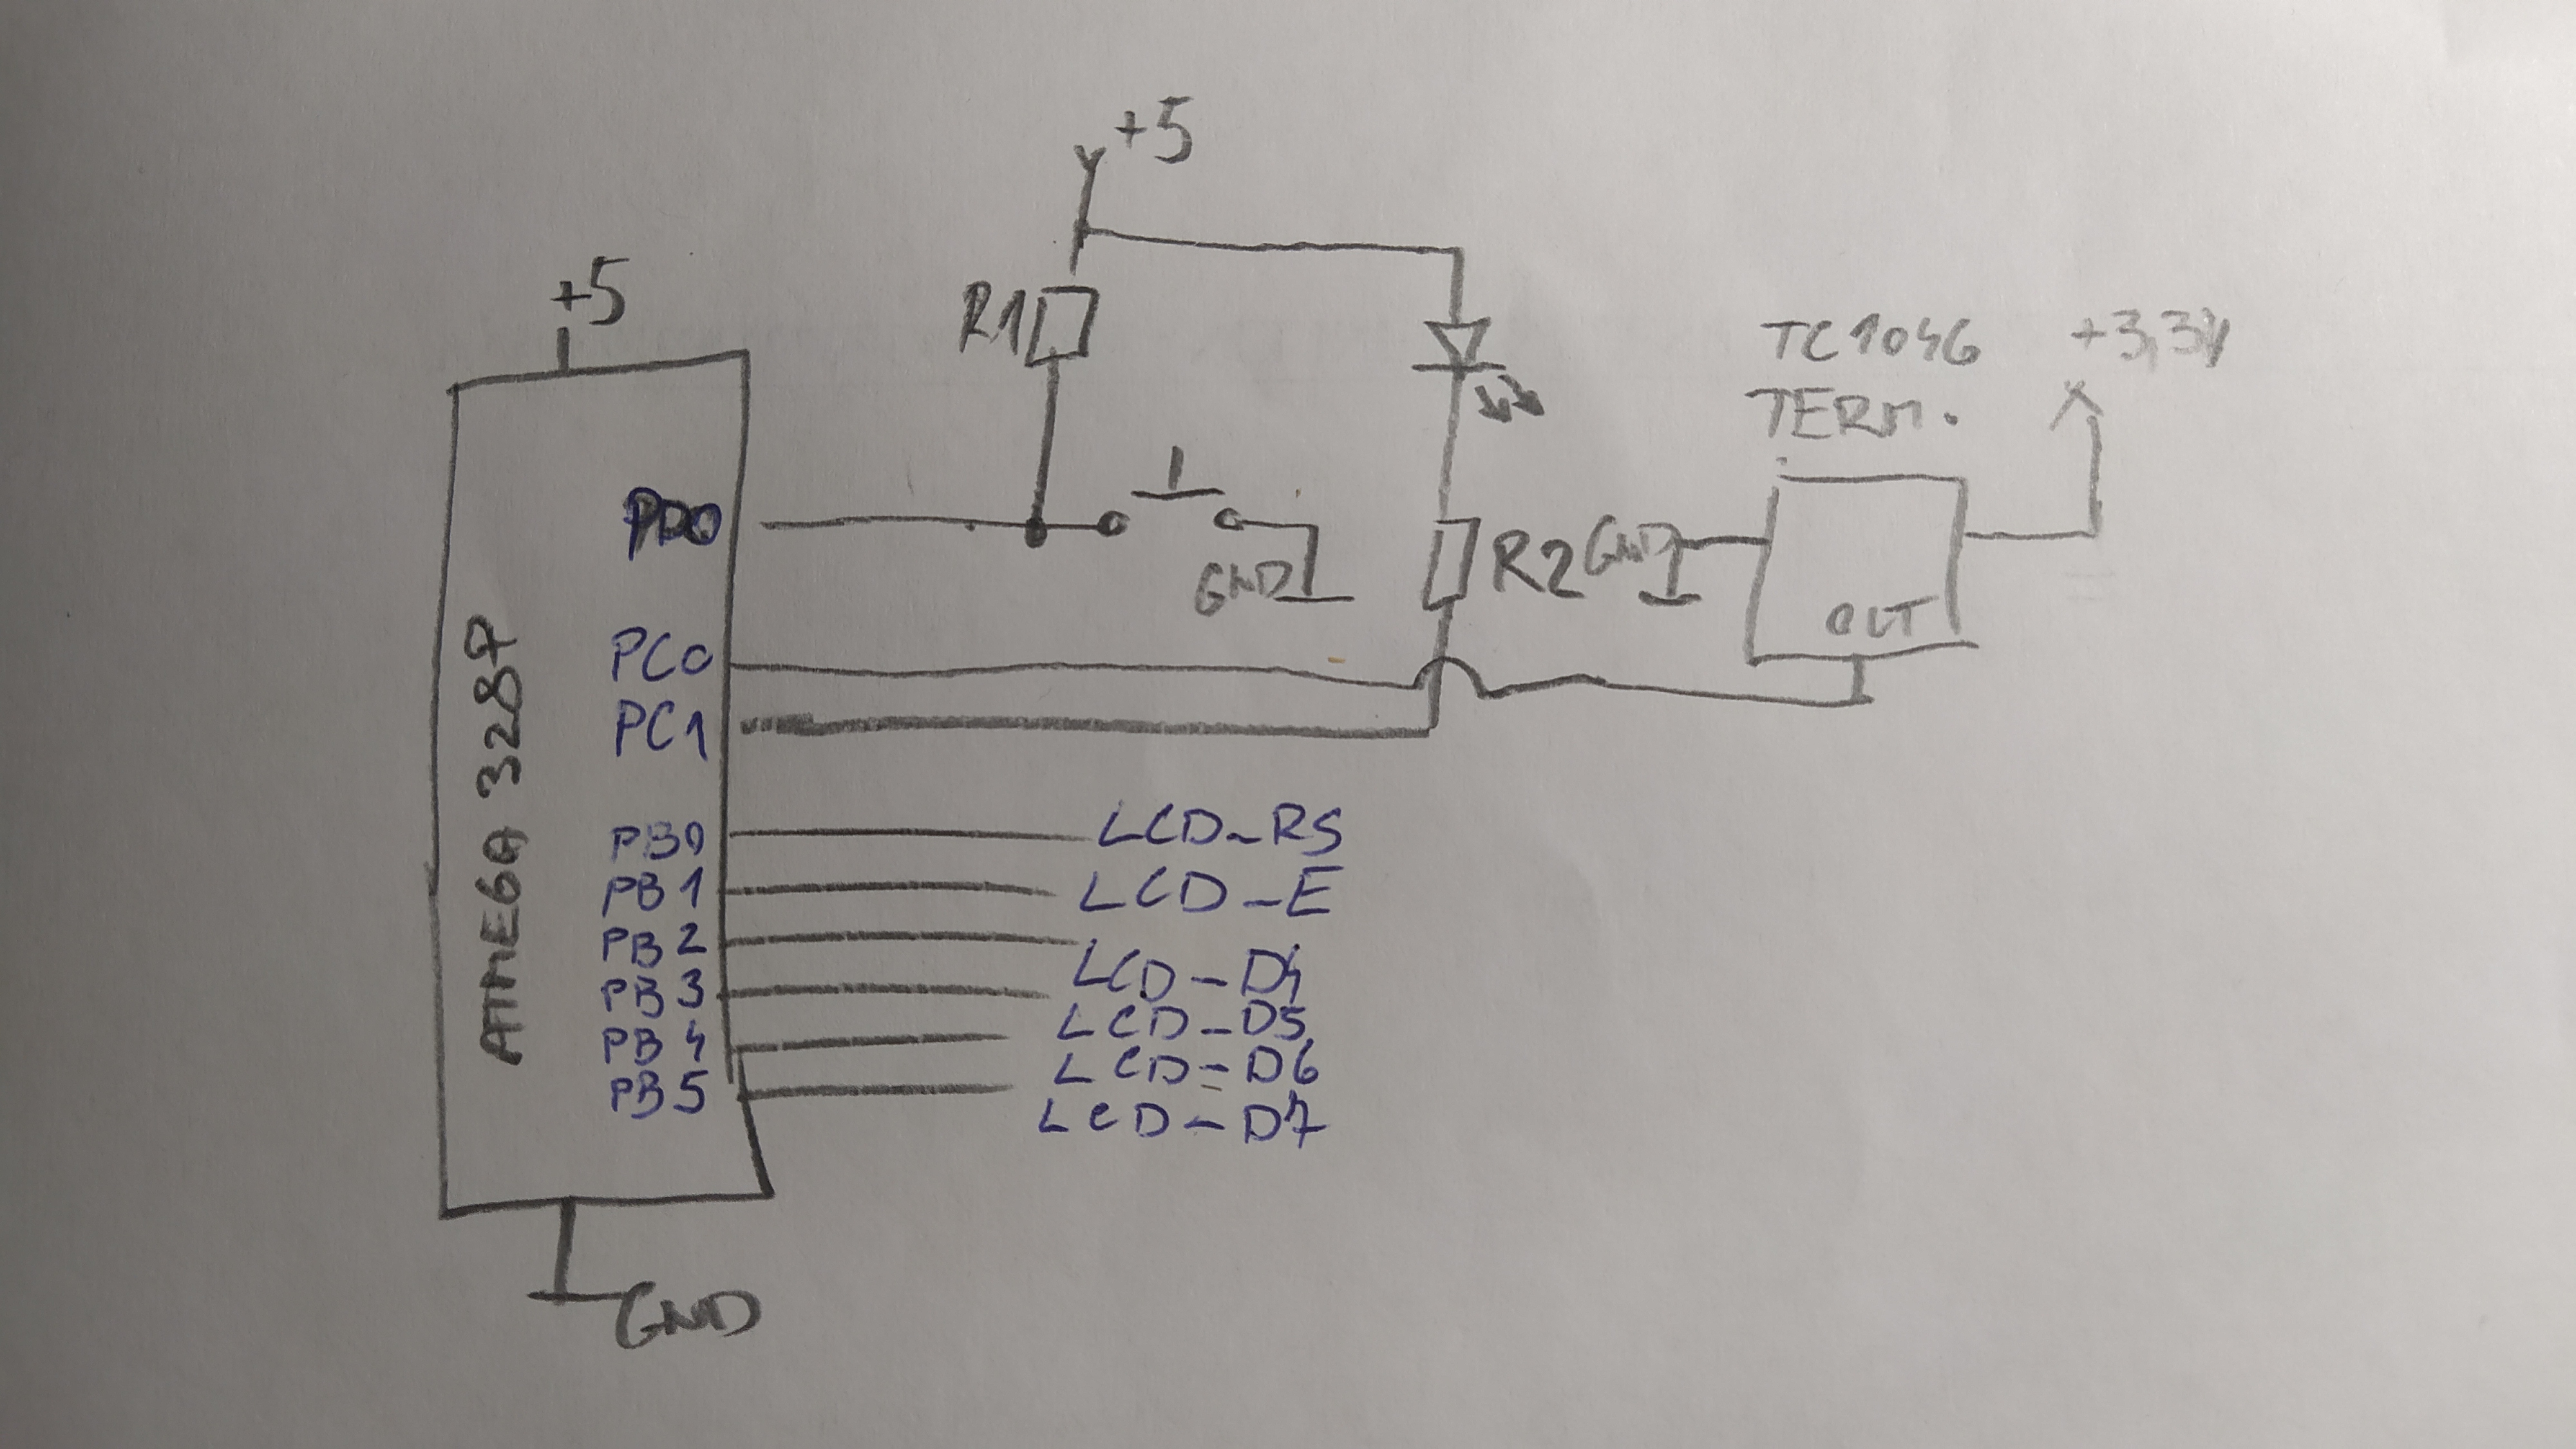 +5
+5
R1
TC1046
TERM.
+3,3V
PD0
GND
R2
GND
OUT
PC0
PC1
ATMEGA 328P
PB0
LCD-RS
PB1
LCD-E
PB2
LCD-D4
PB3
LCD-D5
PB4
LCD-D6
PB5
LCD-D7
GND